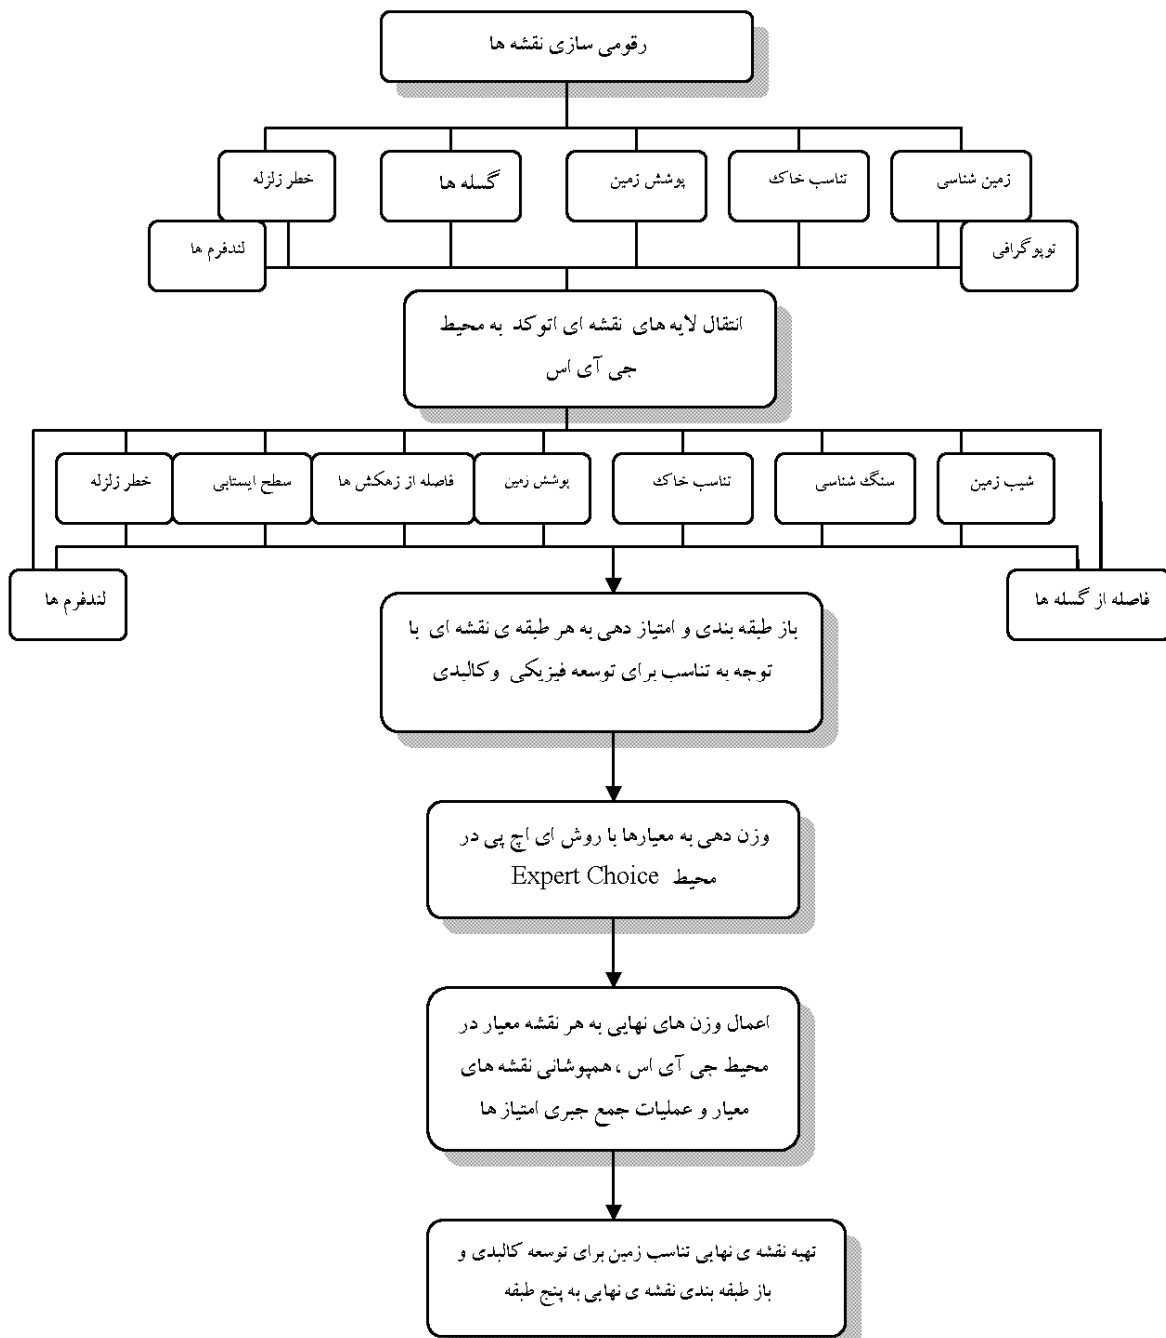 رقومی سازی نقشه ها
زمین شناسی
تناسب خاک
پوشش زمین
گسله ها
خطر زلزله
توپوگرافی
لندفرم ها
انتقال لایه های نقشه ای اتوکد به محیط
جی آی اس
شیب زمین
سنگ شناسی
تناسب خاک
پوشش زمین
فاصله از زهکش ها
سطح ایستابی
خطر زلزله
فاصله از گسله ها
لندفرم ها
باز طبقه بندی و امتیاز دهی به هر طبقه ی نقشه ای با
توجه به تناسب برای توسعه فیزیکی وکالبدی
وزن دهی به معیارها با روش ای اچ پی در
محیط Expert Choice
اعمال وزن های نهایی به هر نقشه معیار در
محیط جی آی اس ، همپوشانی نقشه های
معیار و عملیات جمع جبری امتیاز ها
تهیه نقشه ی نهایی تناسب زمین برای توسعه کالبدی و
باز طبقه بندی نقشه ی نهایی به پنج طبقه